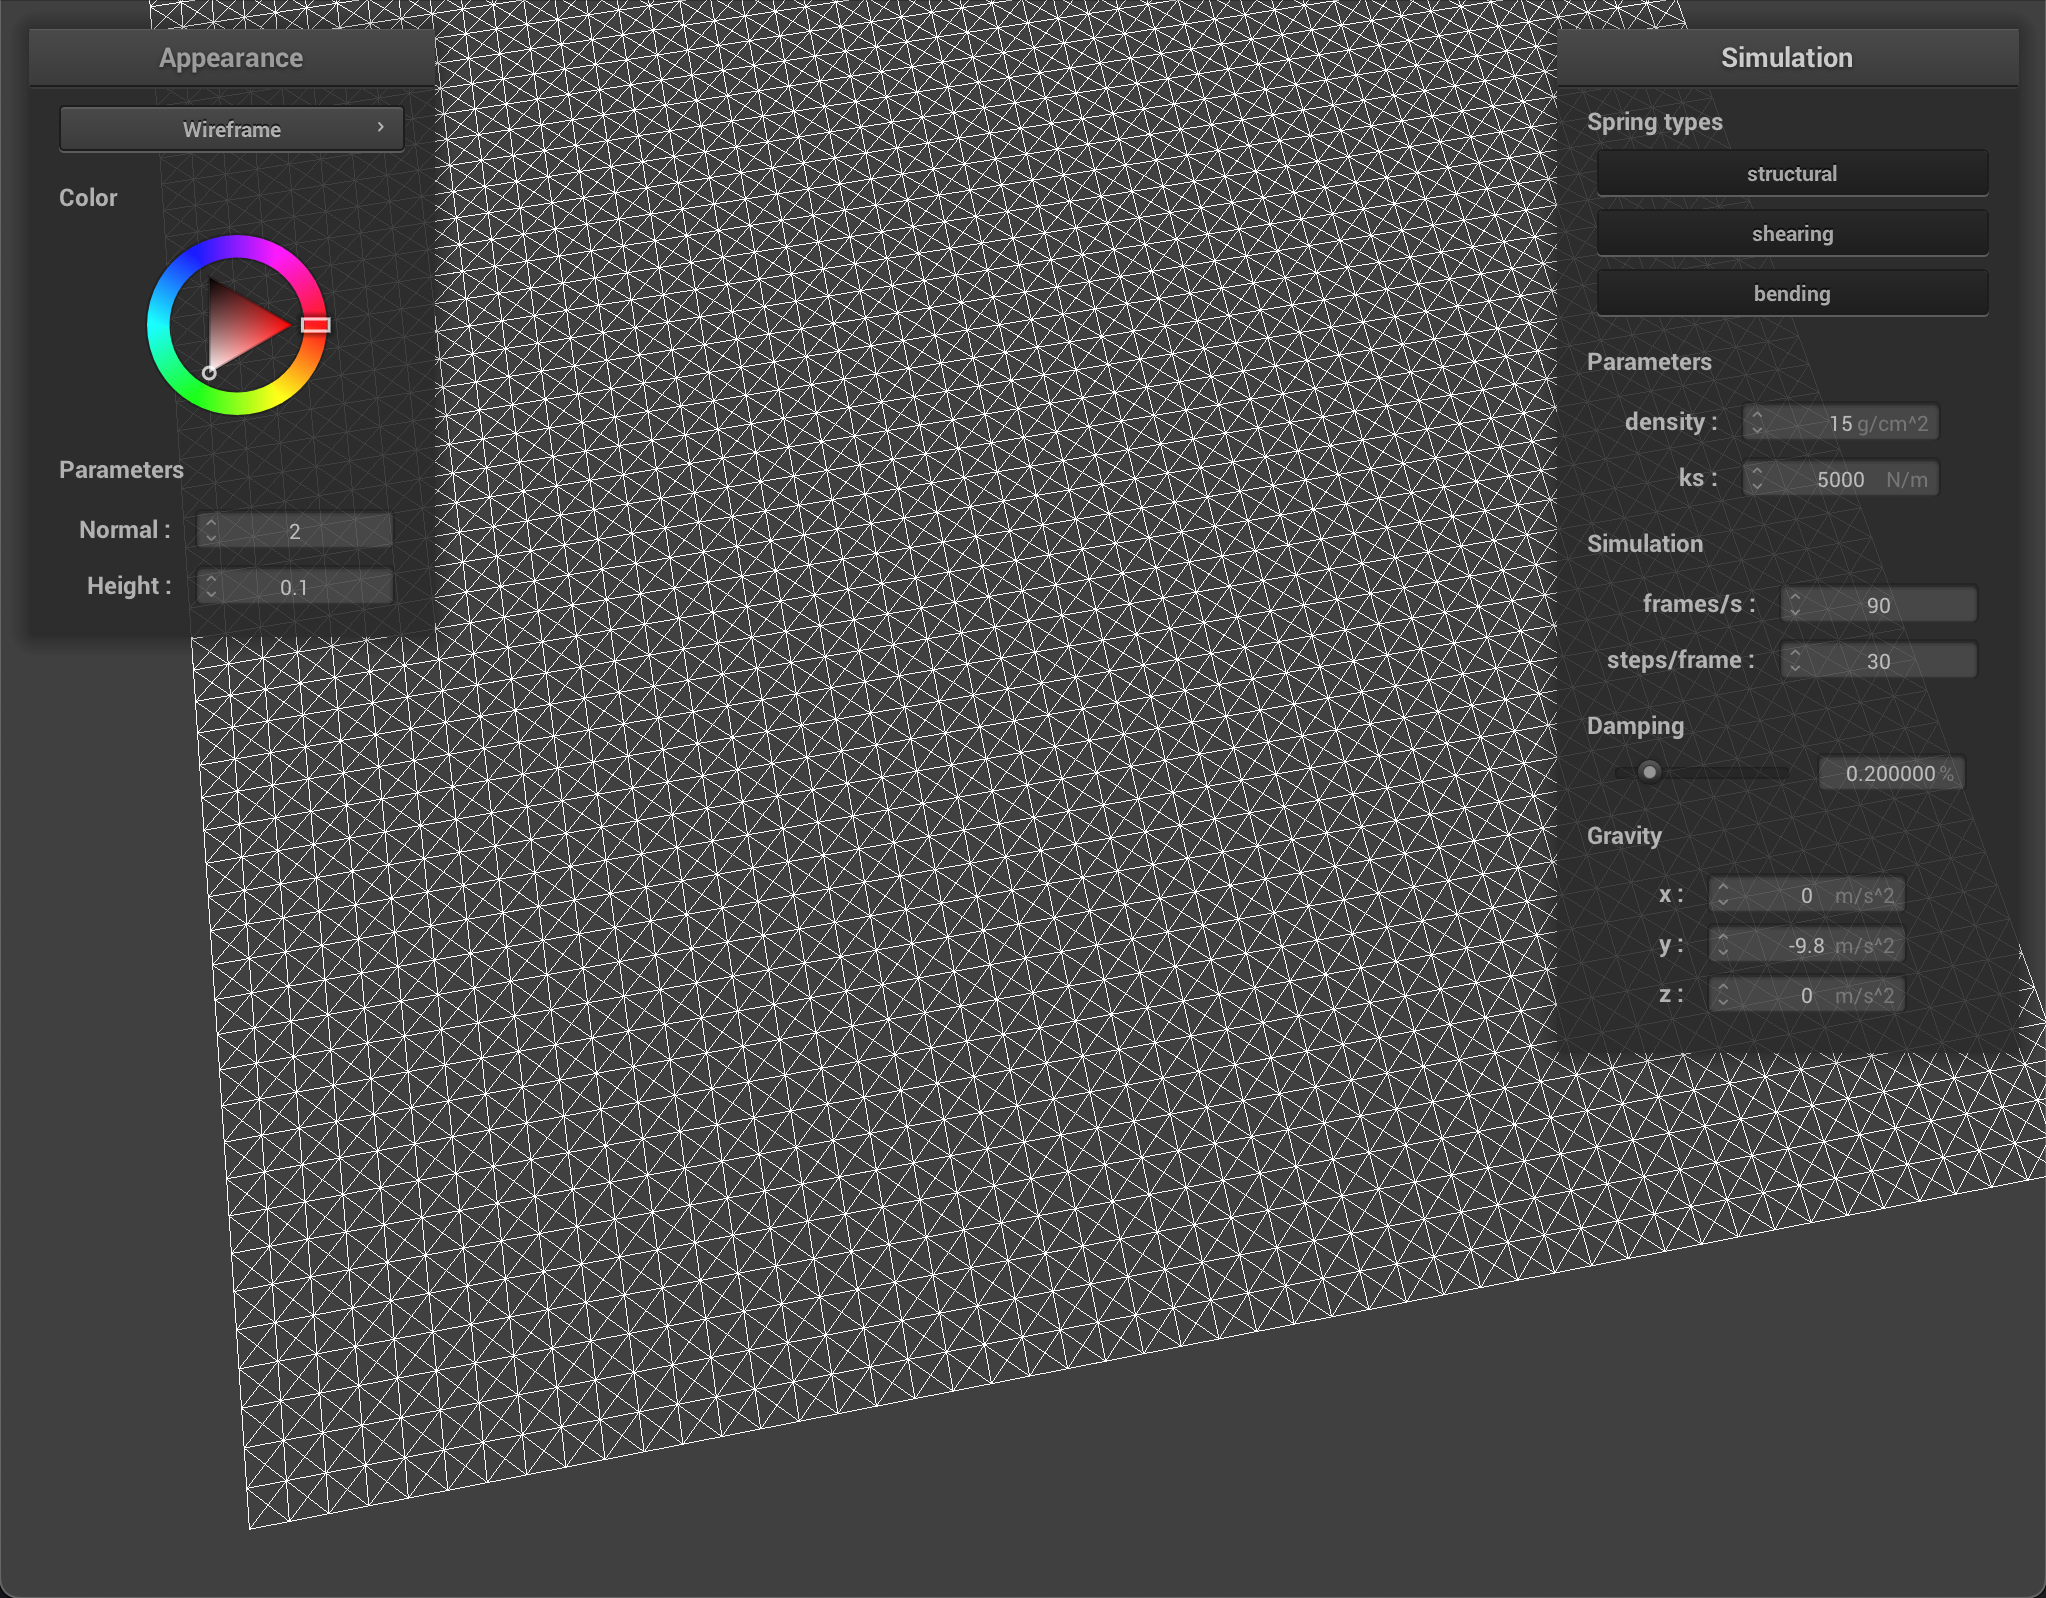 Appearance
Wireframe
Color
Parameters
Normal : 2
Height : 0.1
Simulation
Spring types
structural
shearing
bending
Parameters
density : 15 g/cm^2
ks : 5000 N/m
Simulation
frames/s : 90
steps/frame : 30
Damping
0.200000 %
Gravity
x : 0 m/s^2
y : -9.8 m/s^2
z : 0 m/s^2